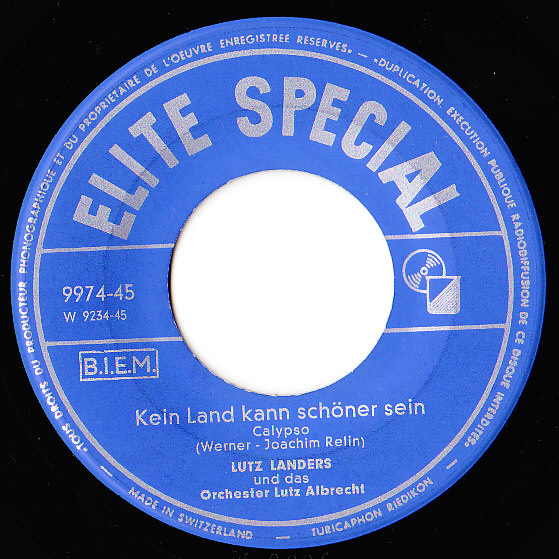 «TOUS DROITS DU PRODUCTEUR PHONOGRAPHIQUE ET DU PROPRIETAIRE DE L'OEUVRE ENREGISTREE RESERVES» — «DUPLICATION, EXECUTION PUBLIQUE RADIODIFFUSION DE CE DISQUE INTERDITES»
ELITE SPECIAL
9974-45
W 9234-45
B.I.E.M.
Kein Land kann schöner sein
Calypso
(Werner - Joachim Relin)
LUTZ LANDERS
und das
Orchester Lutz Albrecht
— MADE IN SWITZERLAND — TURICAPHON RIEDIKON —